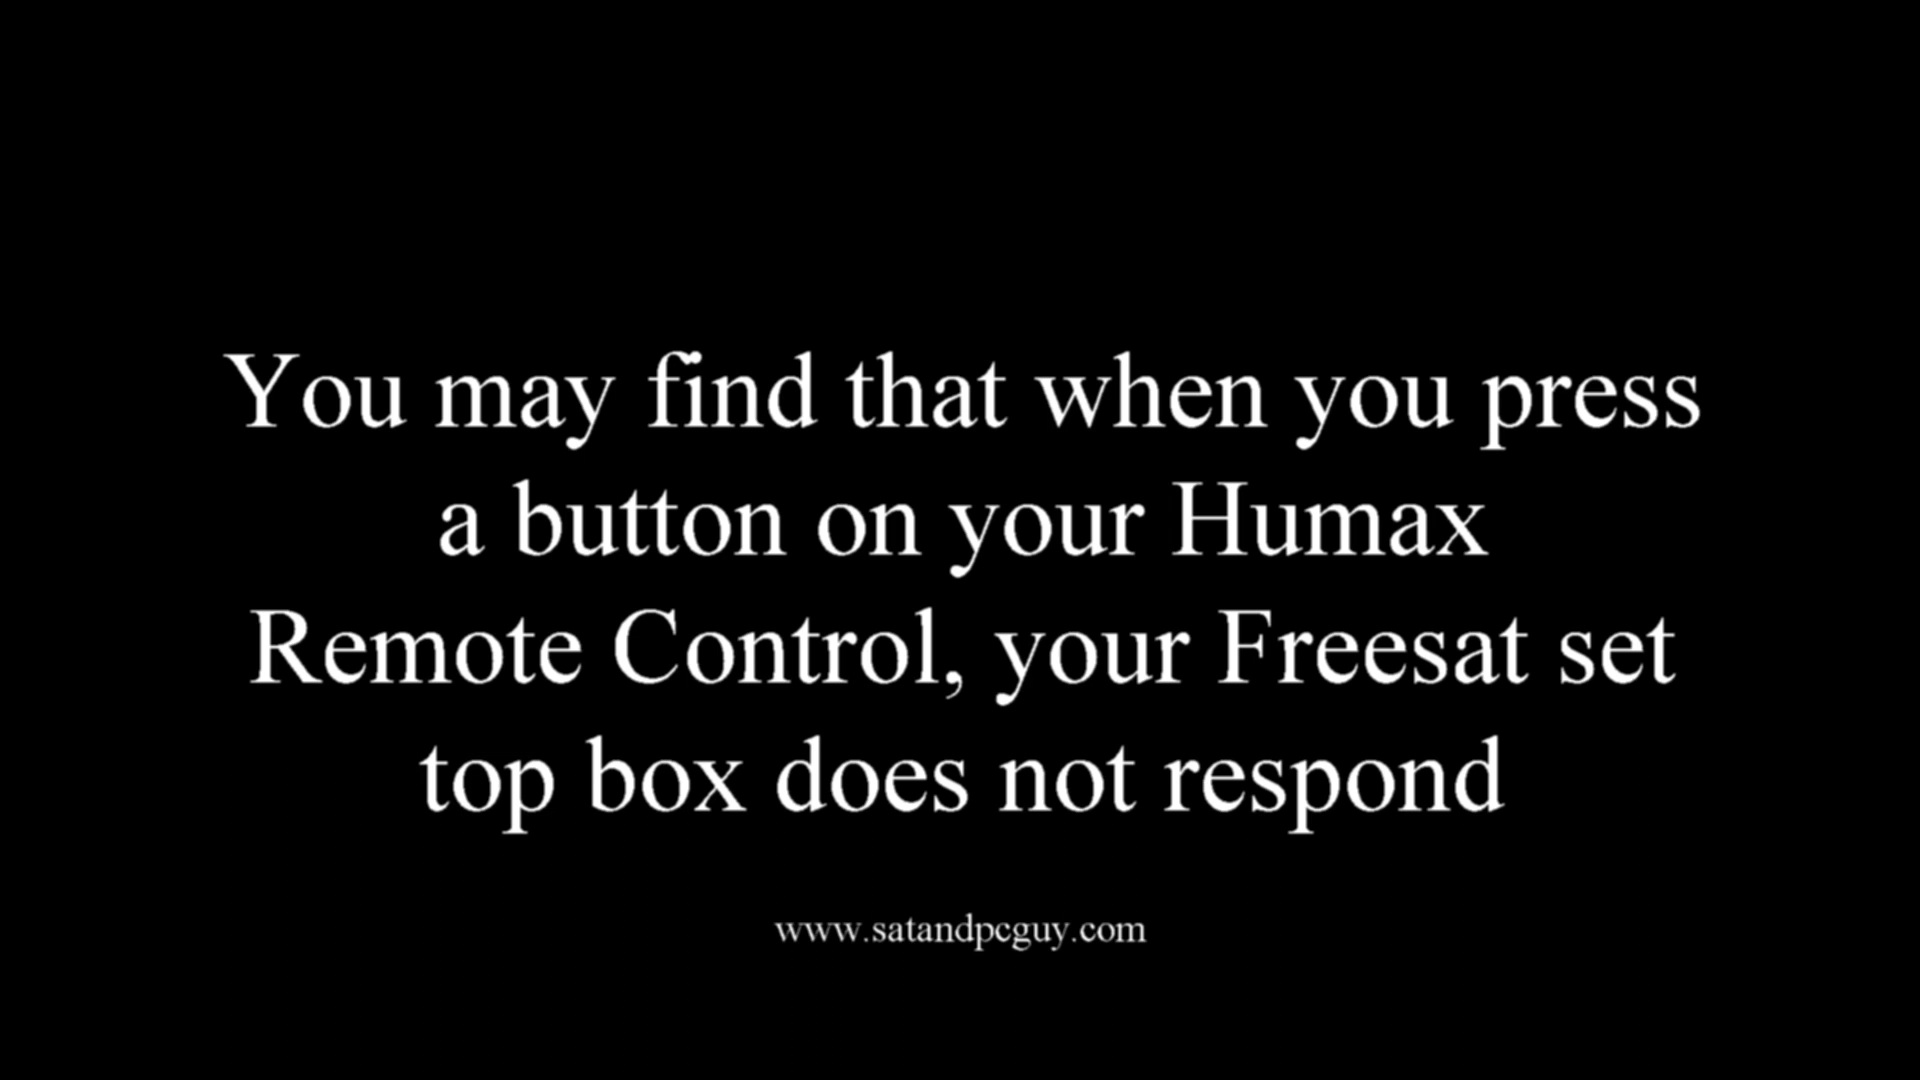 You may find that when you press
a button on your Humax
Remote Control, your Freesat set
top box does not respond
www.satandpcguy.com